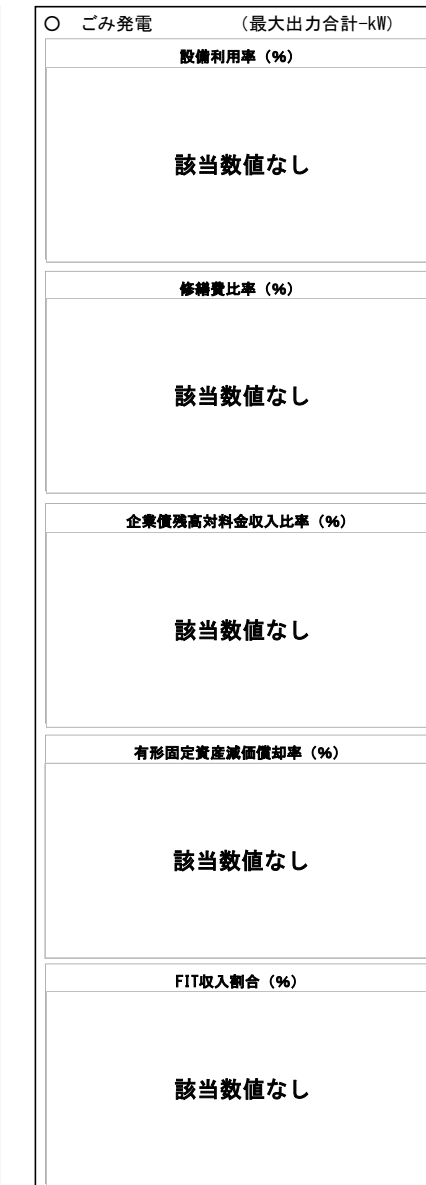 ○　ごみ発電　（最大出力合計-kW）
設備利用率（%）
該当数値なし
修繕費比率（%）
該当数値なし
企業債残高対料金収入比率（%）
該当数値なし
有形固定資産減価償却率（%）
該当数値なし
FIT収入割合（%）
該当数値なし